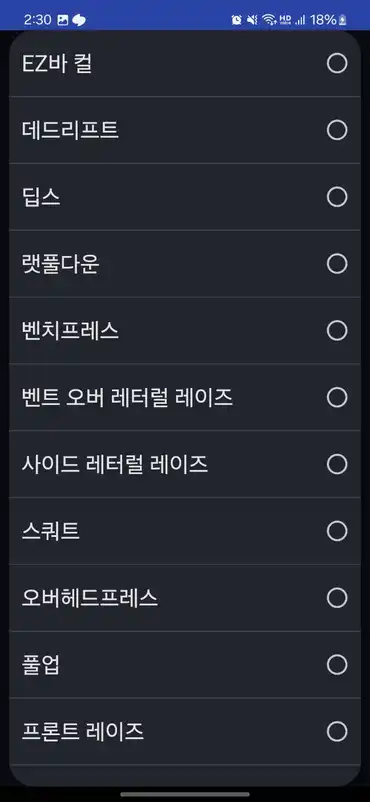 2:30 18%
EZ바 컬
데드리프트
딥스
랫풀다운
벤치프레스
벤트 오버 레터럴 레이즈
사이드 레터럴 레이즈
스쿼트
오버헤드프레스
풀업
프론트 레이즈